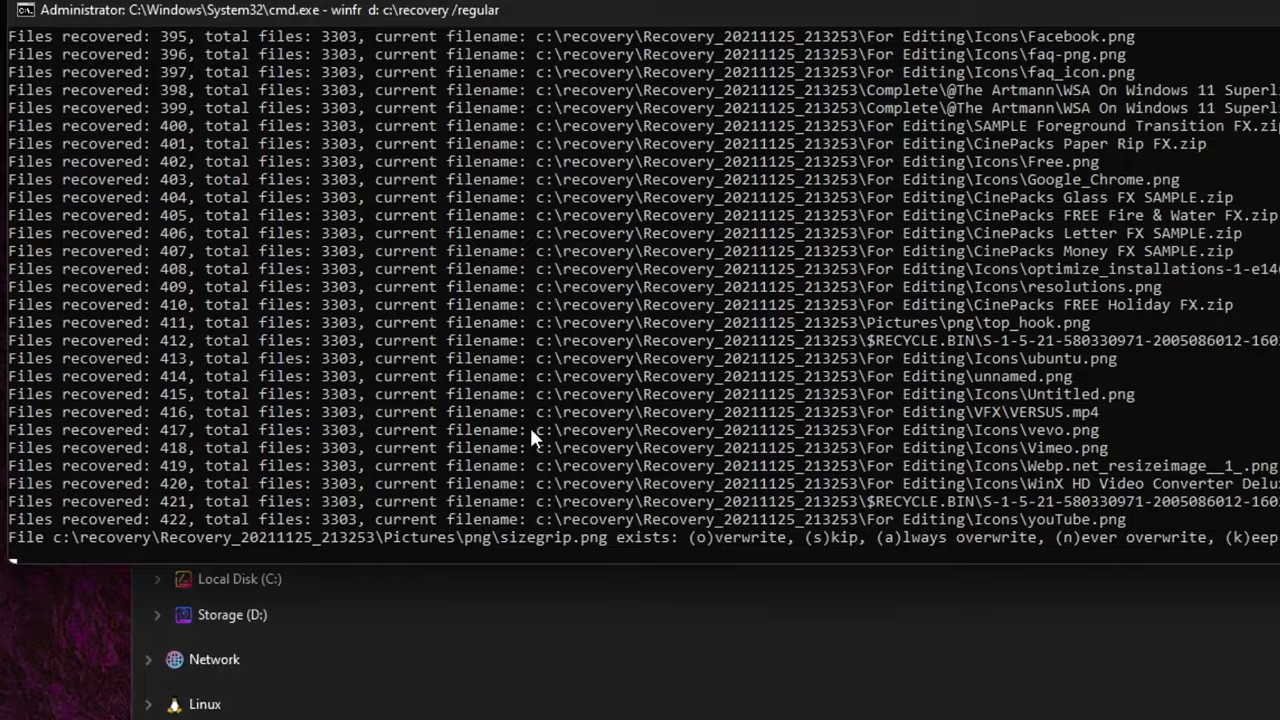 Administrator: C:\Windows\System32\cmd.exe - winfr d: c:\recovery /regular
Files recovered: 395, total files: 3303, current filename: c:\recovery\Recovery_20211125_213253\For Editing\Icons\Facebook.png
Files recovered: 396, total files: 3303, current filename: c:\recovery\Recovery_20211125_213253\For Editing\Icons\faq-png.png
Files recovered: 397, total files: 3303, current filename: c:\recovery\Recovery_20211125_213253\For Editing\Icons\faq_icon.png
Files recovered: 398, total files: 3303, current filename: c:\recovery\Recovery_20211125_213253\Complete\@The Artmann\WSA On Windows 11 Superli
Files recovered: 399, total files: 3303, current filename: c:\recovery\Recovery_20211125_213253\Complete\@The Artmann\WSA On Windows 11 Superli
Files recovered: 400, total files: 3303, current filename: c:\recovery\Recovery_20211125_213253\For Editing\SAMPLE Foreground Transition FX.zip
Files recovered: 401, total files: 3303, current filename: c:\recovery\Recovery_20211125_213253\For Editing\CinePacks Paper Rip FX.zip
Files recovered: 402, total files: 3303, current filename: c:\recovery\Recovery_20211125_213253\For Editing\Icons\Free.png
Files recovered: 403, total files: 3303, current filename: c:\recovery\Recovery_20211125_213253\For Editing\Icons\Google_Chrome.png
Files recovered: 404, total files: 3303, current filename: c:\recovery\Recovery_20211125_213253\For Editing\CinePacks Glass FX SAMPLE.zip
Files recovered: 405, total files: 3303, current filename: c:\recovery\Recovery_20211125_213253\For Editing\CinePacks FREE Fire & Water FX.zip
Files recovered: 406, total files: 3303, current filename: c:\recovery\Recovery_20211125_213253\For Editing\CinePacks Letter FX SAMPLE.zip
Files recovered: 407, total files: 3303, current filename: c:\recovery\Recovery_20211125_213253\For Editing\CinePacks Money FX SAMPLE.zip
Files recovered: 408, total files: 3303, current filename: c:\recovery\Recovery_20211125_213253\For Editing\Icons\optimize_installations-1-e14
Files recovered: 409, total files: 3303, current filename: c:\recovery\Recovery_20211125_213253\For Editing\Icons\resolutions.png
Files recovered: 410, total files: 3303, current filename: c:\recovery\Recovery_20211125_213253\For Editing\CinePacks FREE Holiday FX.zip
Files recovered: 411, total files: 3303, current filename: c:\recovery\Recovery_20211125_213253\Pictures\png\top_hook.png
Files recovered: 412, total files: 3303, current filename: c:\recovery\Recovery_20211125_213253\$RECYCLE.BIN\S-1-5-21-580330971-2005086012-160
Files recovered: 413, total files: 3303, current filename: c:\recovery\Recovery_20211125_213253\For Editing\Icons\ubuntu.png
Files recovered: 414, total files: 3303, current filename: c:\recovery\Recovery_20211125_213253\For Editing\Icons\unnamed.png
Files recovered: 415, total files: 3303, current filename: c:\recovery\Recovery_20211125_213253\For Editing\Icons\Untitled.png
Files recovered: 416, total files: 3303, current filename: c:\recovery\Recovery_20211125_213253\For Editing\VFX\VERSUS.mp4
Files recovered: 417, total files: 3303, current filename: c:\recovery\Recovery_20211125_213253\For Editing\Icons\vevo.png
Files recovered: 418, total files: 3303, current filename: c:\recovery\Recovery_20211125_213253\For Editing\Icons\Vimeo.png
Files recovered: 419, total files: 3303, current filename: c:\recovery\Recovery_20211125_213253\For Editing\Icons\Webp.net_resizeimage__1_.png
Files recovered: 420, total files: 3303, current filename: c:\recovery\Recovery_20211125_213253\For Editing\Icons\WinX HD Video Converter Delu
Files recovered: 421, total files: 3303, current filename: c:\recovery\Recovery_20211125_213253\$RECYCLE.BIN\S-1-5-21-580330971-2005086012-160
Files recovered: 422, total files: 3303, current filename: c:\recovery\Recovery_20211125_213253\For Editing\Icons\youTube.png
File c:\recovery\Recovery_20211125_213253\Pictures\png\sizegrip.png exists: (o)verwrite, (s)kip, (a)lways overwrite, (n)ever overwrite, (k)eep
Local Disk (C:)
Storage (D:)
Network
Linux